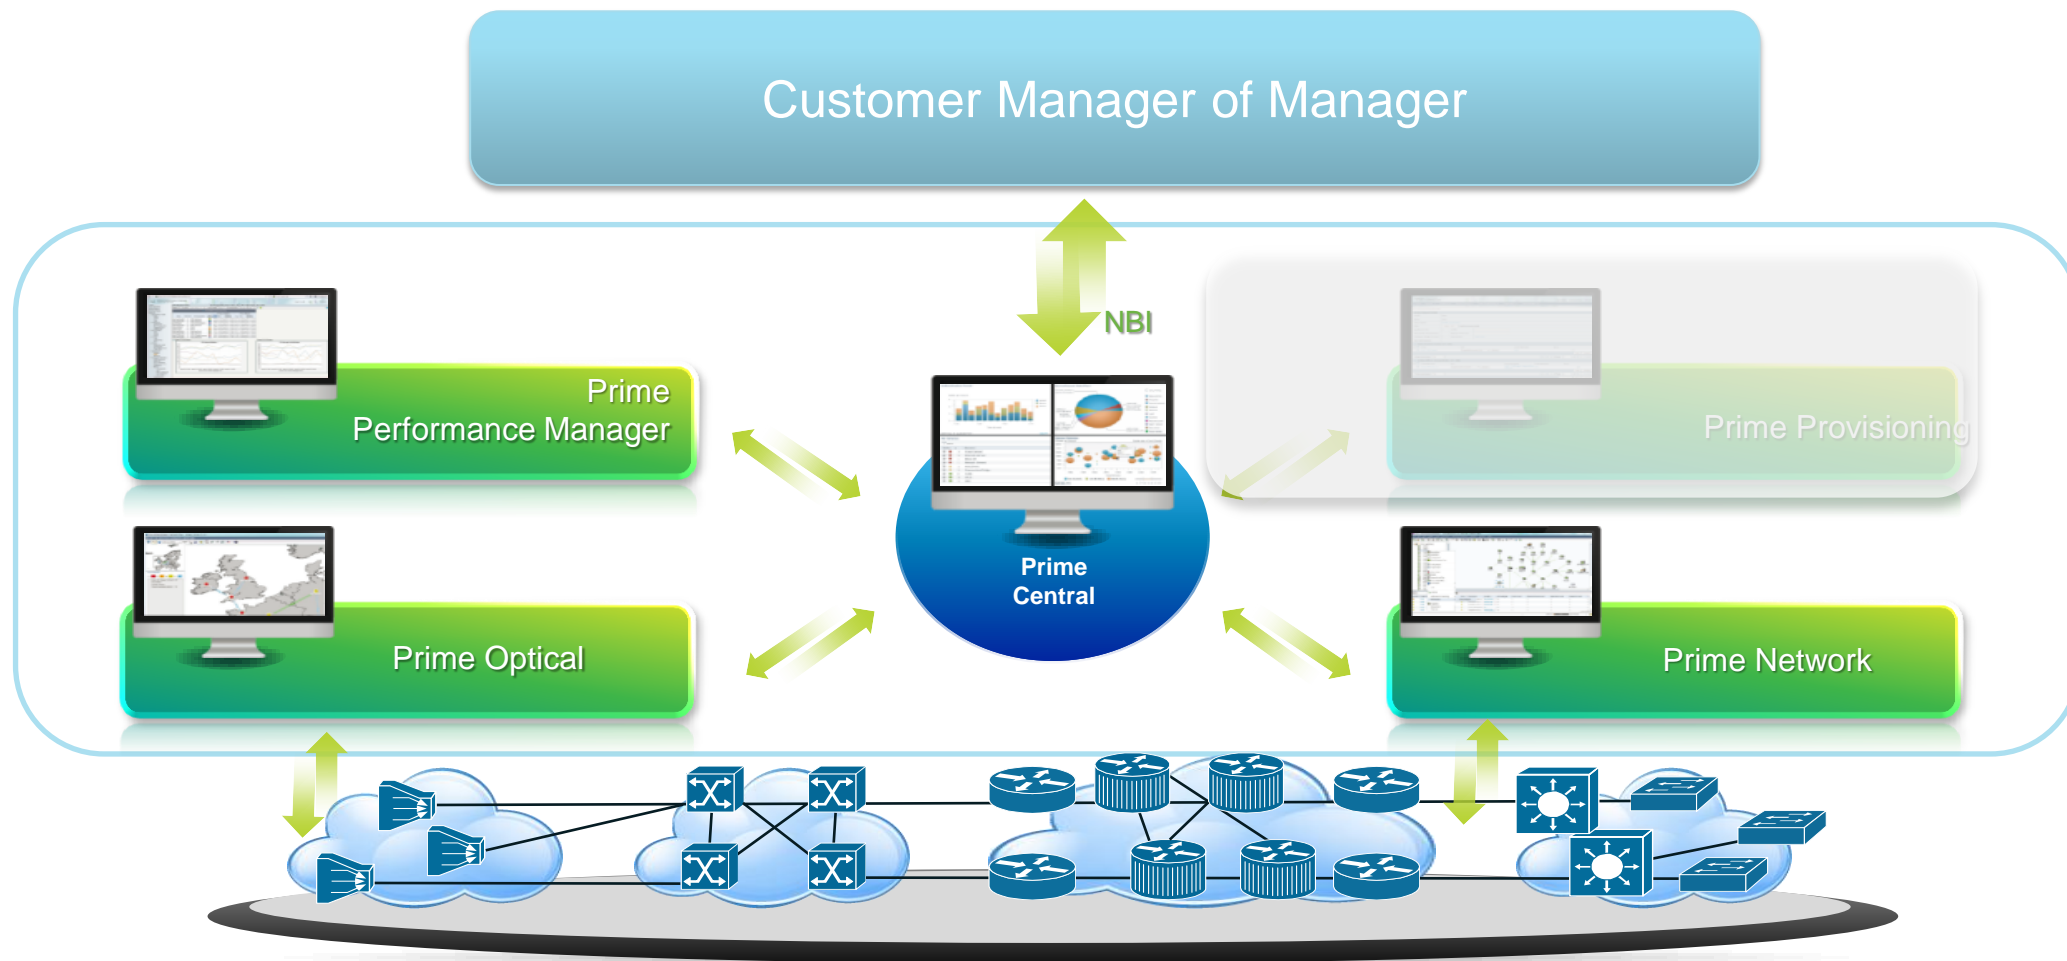 Customer Manager of Manager
NBI
Prime
Performance Manager
Prime Provisioning
Prime
Central
Prime Optical
Prime Network